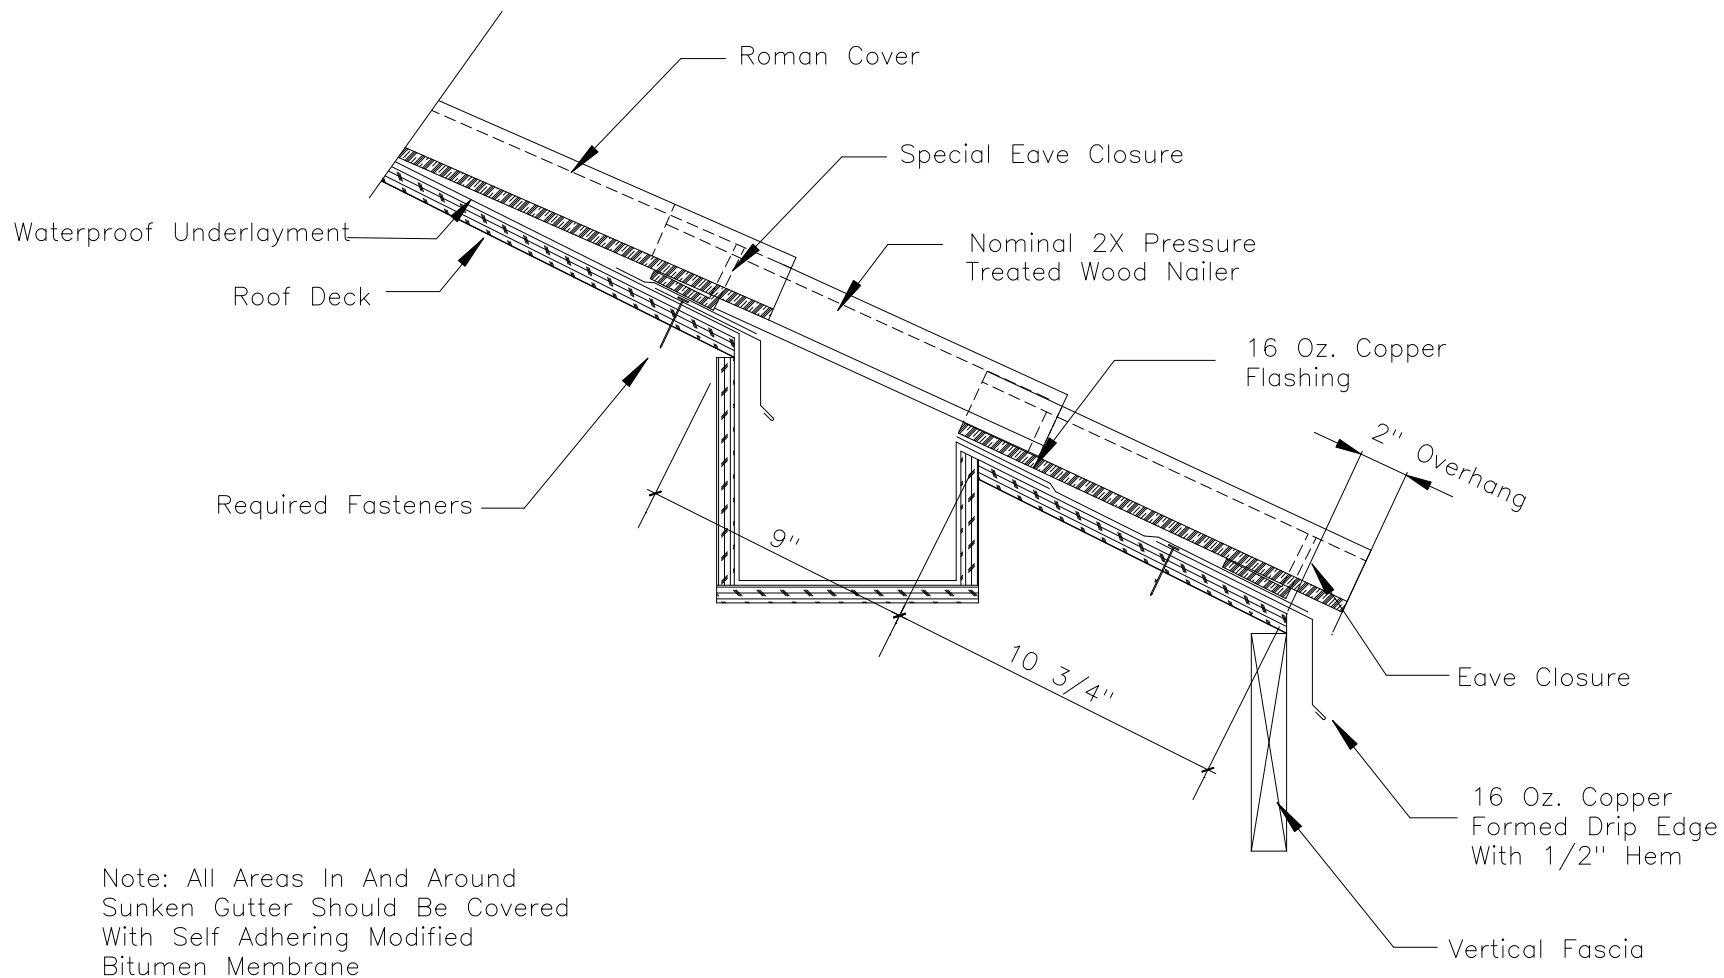 Roman Cover
Special Eave Closure
Waterproof Underlayment
Nominal 2X Pressure
Treated Wood Nailer
Roof Deck
16 Oz. Copper
Flashing
2" Overhang
Required Fasteners
9"
10 3/4"
Eave Closure
16 Oz. Copper
Formed Drip Edge
With 1/2" Hem
Note: All Areas In And Around
Sunken Gutter Should Be Covered
With Self Adhering Modified
Bitumen Membrane
Vertical Fascia